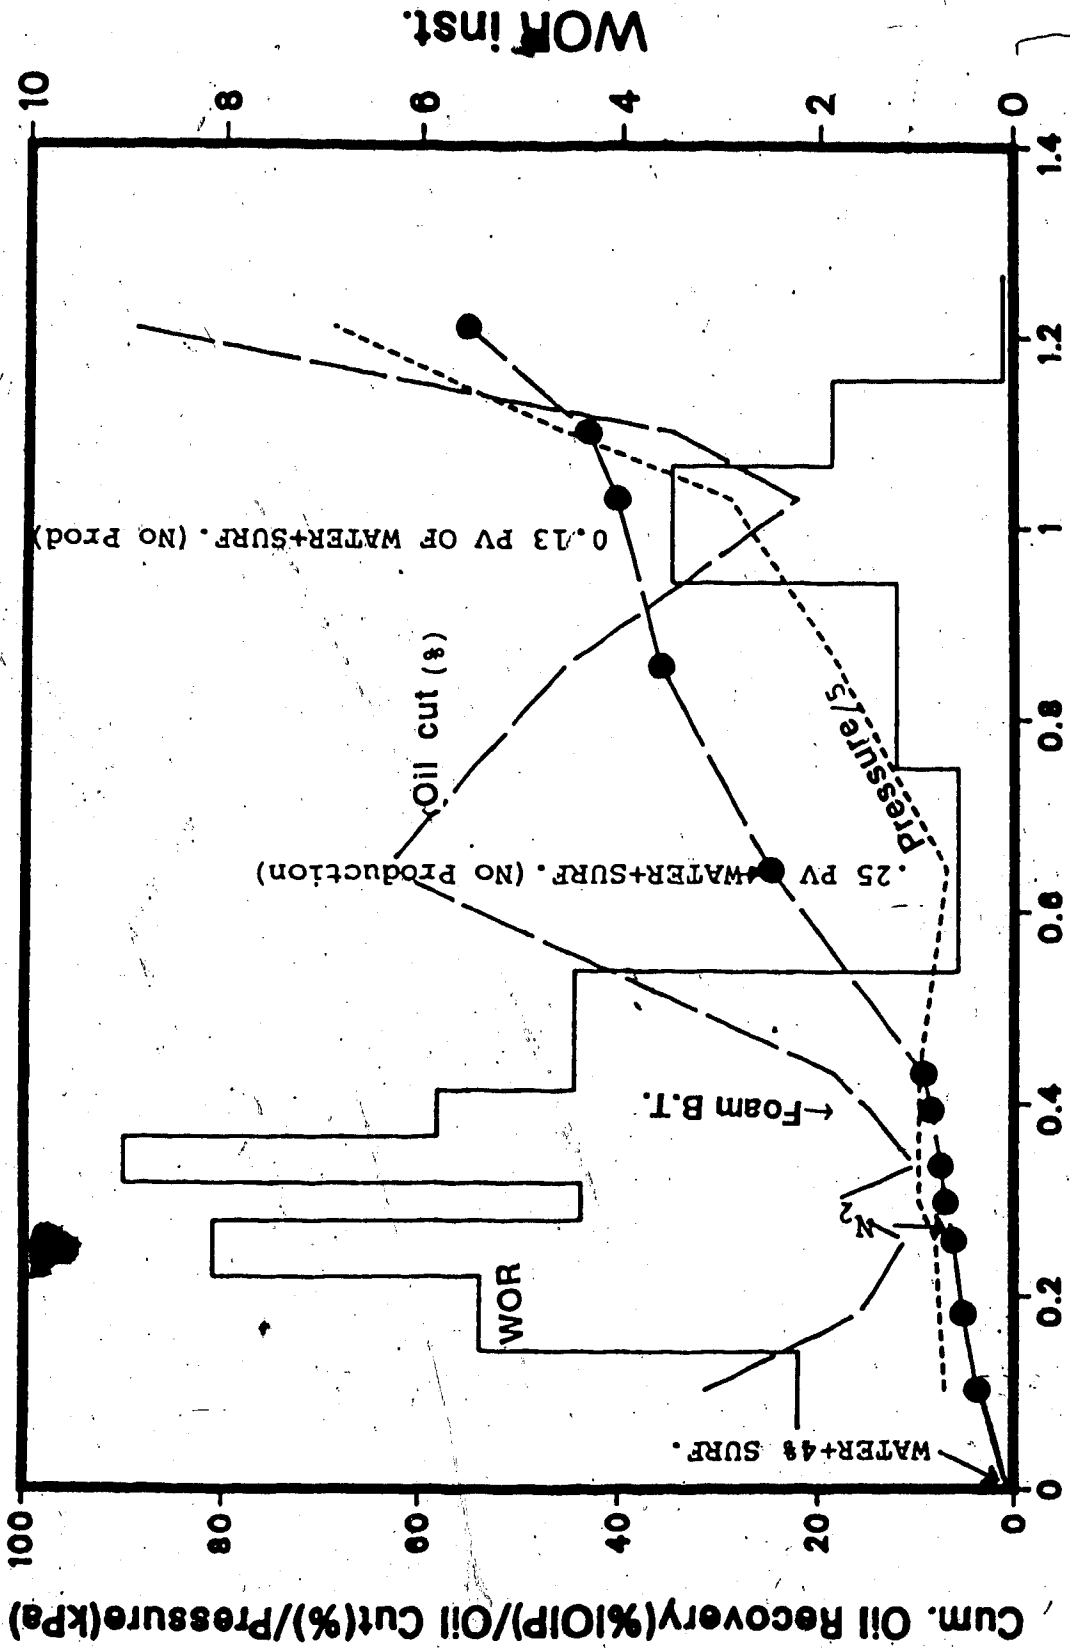 Cum. Oil Recovery(%IOIP)/Oil Cut(%)/Pressure(kPa)
100
80
60
40
20
0
WOR inst.
10
8
6
4
2
0
0
0.2
0.4
0.6
0.8
1
1.2
1.4
WATER+4% SURF.
WOR
N2
←Foam B.T.
.25 PV WATER+SURF. (No Production)
Oil cut (%)
Pressure/5
0.13 PV OF WATER+SURF. (No Prod)